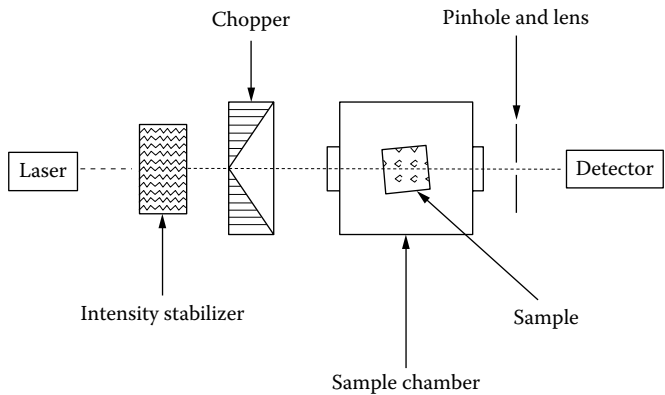 Chopper
Pinhole and lens
Laser
Detector
Intensity stabilizer
Sample
Sample chamber